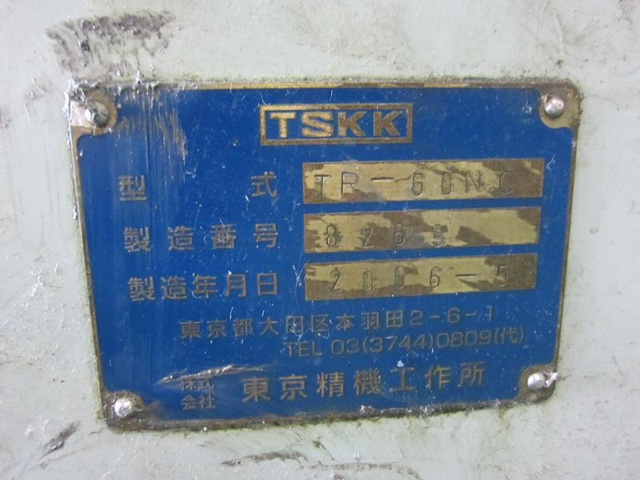 TSKK
型式 TR-60NC
製造番号 8265
製造年月日 2006-5
東京都大田区本羽田2-6-1
TEL 03(3744)0809(代)
株式会社 東京精機工作所